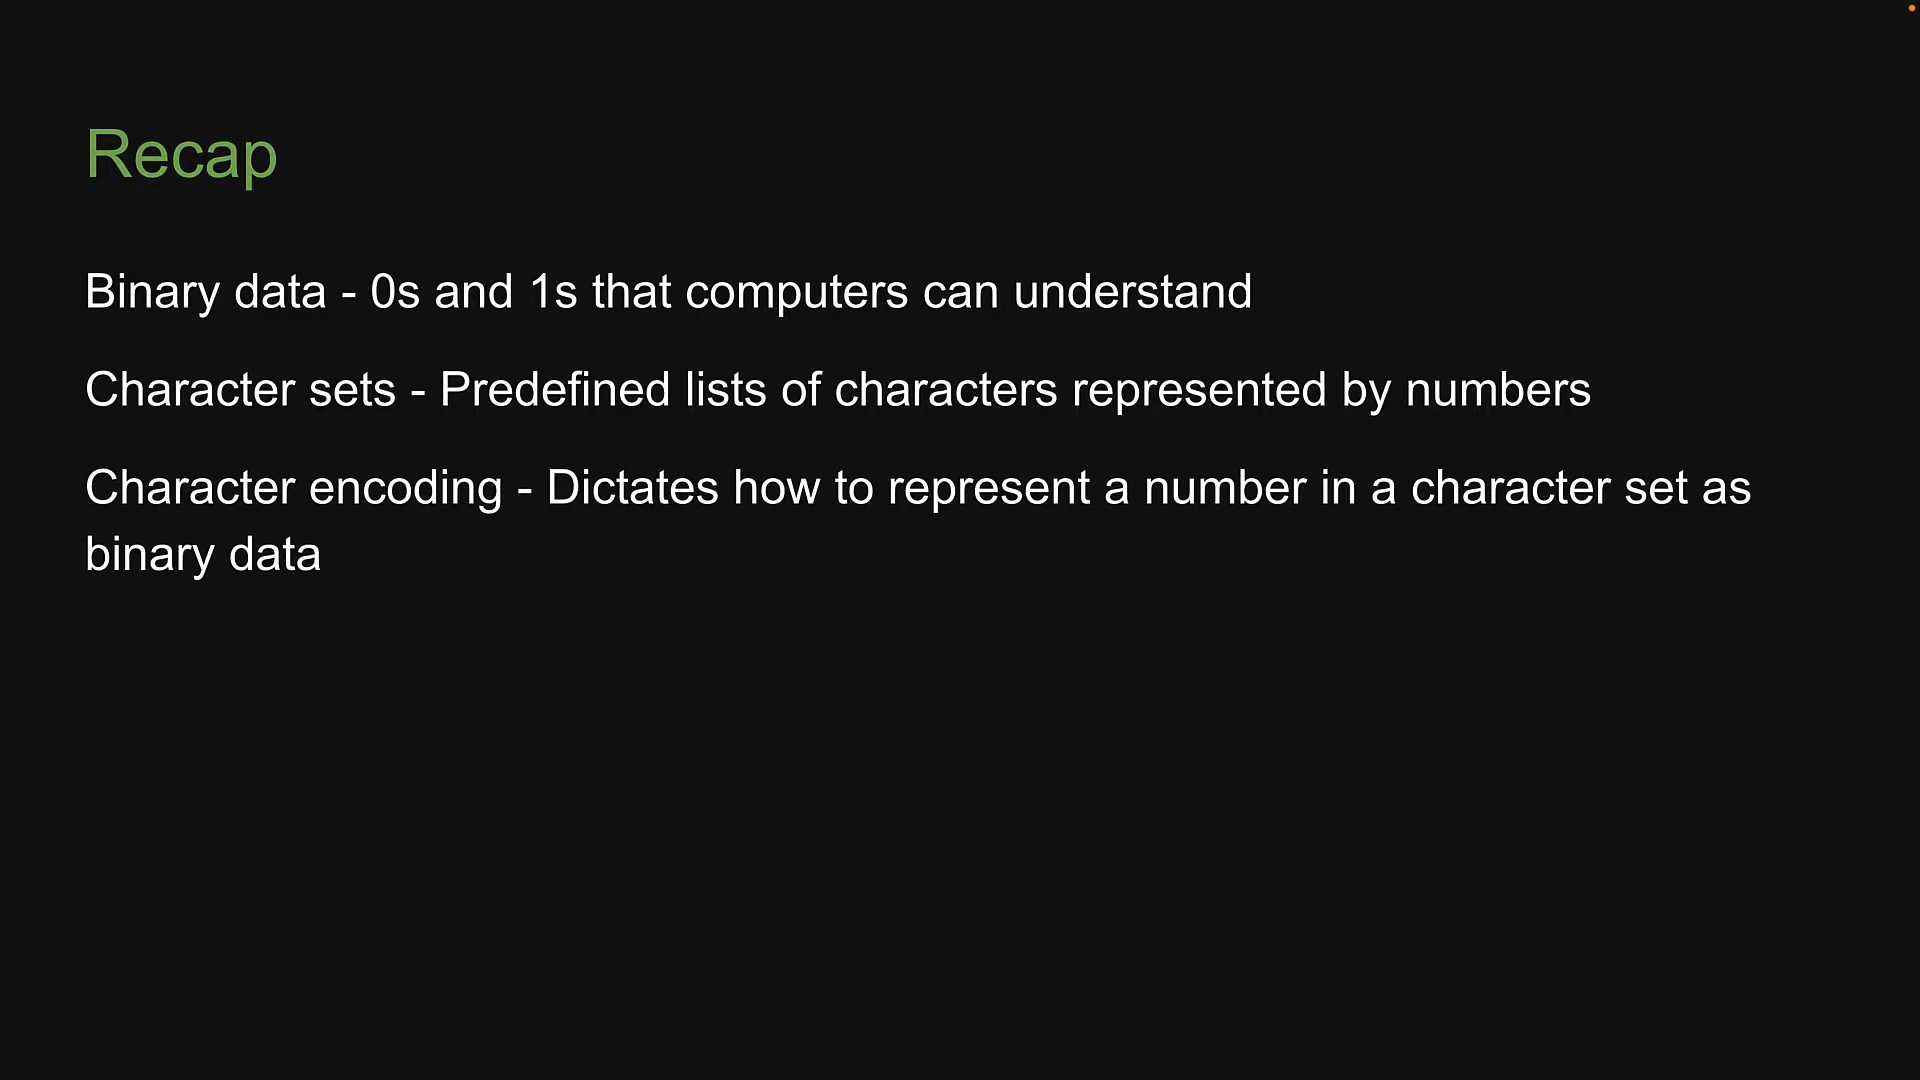 Recap
Binary data - 0s and 1s that computers can understand
Character sets - Predefined lists of characters represented by numbers
Character encoding - Dictates how to represent a number in a character set as
binary data